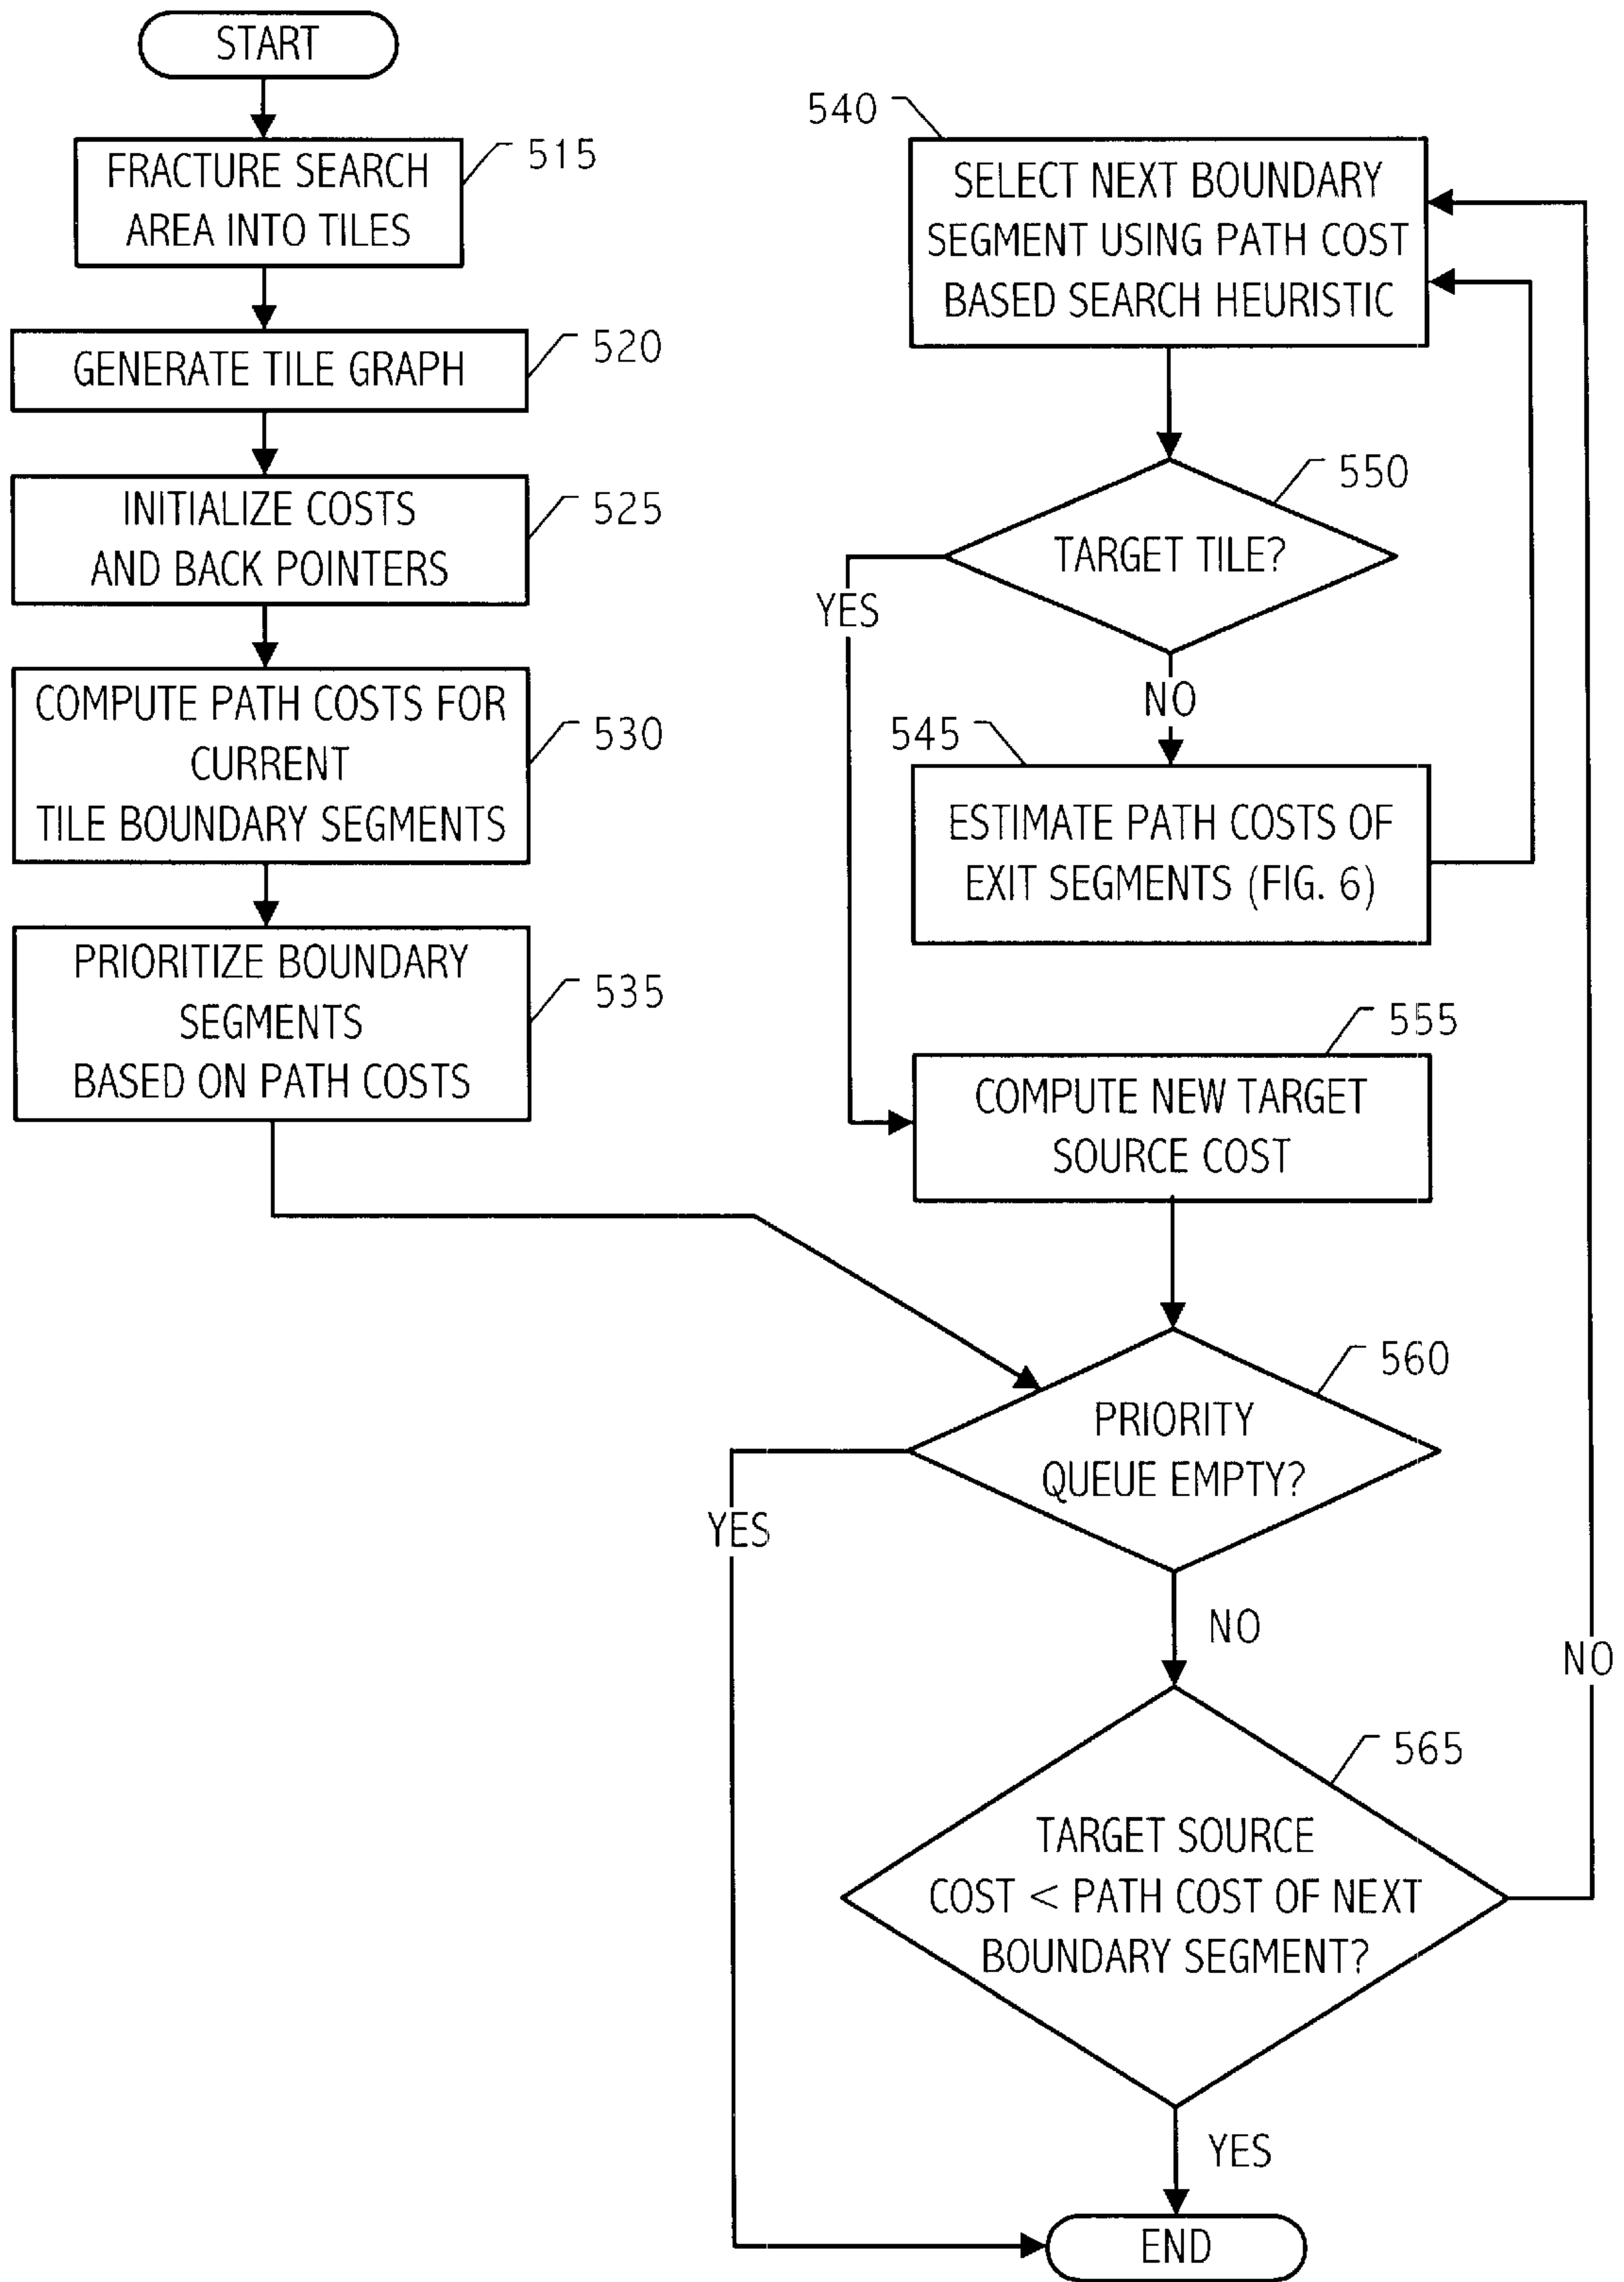 START
FRACTURE SEARCH
AREA INTO TILES
515
GENERATE TILE GRAPH
520
INITIALIZE COSTS
AND BACK POINTERS
525
COMPUTE PATH COSTS FOR
CURRENT
TILE BOUNDARY SEGMENTS
530
PRIORITIZE BOUNDARY
SEGMENTS
BASED ON PATH COSTS
535
540
SELECT NEXT BOUNDARY
SEGMENT USING PATH COST
BASED SEARCH HEURISTIC
550
TARGET TILE?
YES
NO
545
ESTIMATE PATH COSTS OF
EXIT SEGMENTS (FIG. 6)
555
COMPUTE NEW TARGET
SOURCE COST
560
PRIORITY
QUEUE EMPTY?
YES
NO
NO
565
TARGET SOURCE
COST < PATH COST OF NEXT
BOUNDARY SEGMENT?
YES
END